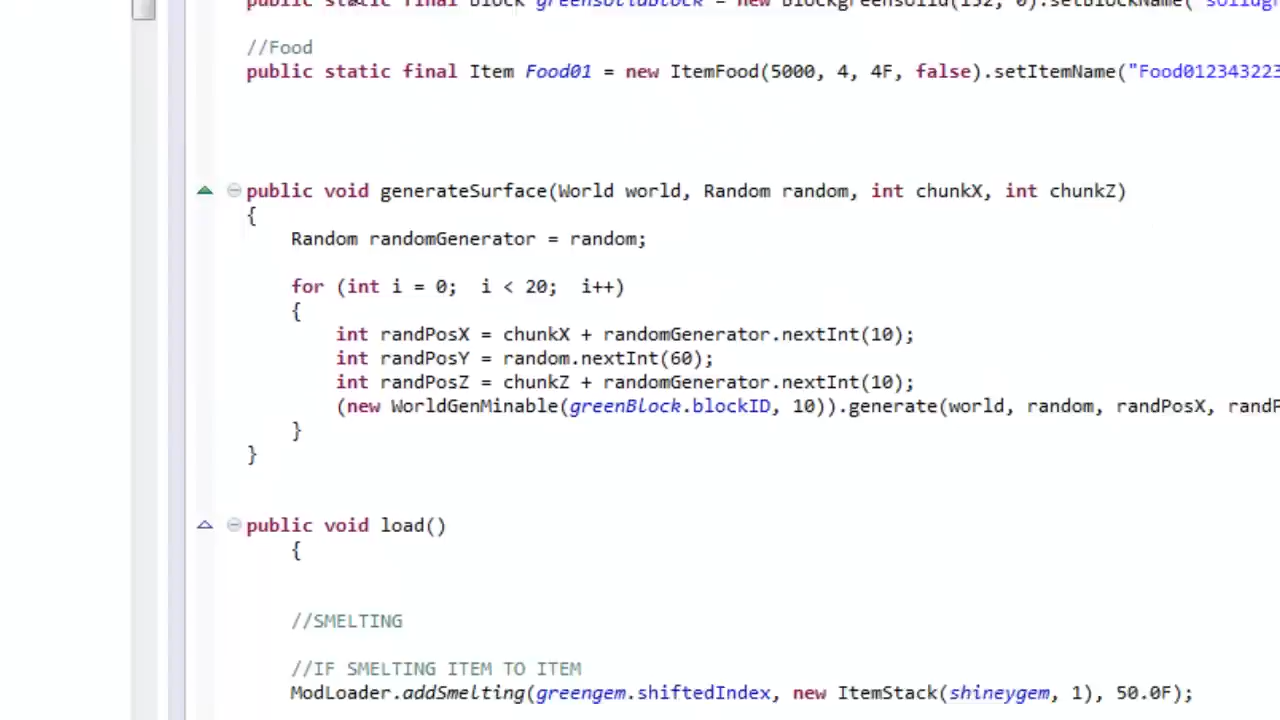 public static final Block greensolidblock = new Blockgreensolid(152, 0).setBlockName("solidg
//Food
public static final Item Food01 = new ItemFood(5000, 4, 4F, false).setItemName("Food012343223
public void generateSurface(World world, Random random, int chunkX, int chunkZ)
{
Random randomGenerator = random;
for (int i = 0;  i < 20;  i++)
{
int randPosX = chunkX + randomGenerator.nextInt(10);
int randPosY = random.nextInt(60);
int randPosZ = chunkZ + randomGenerator.nextInt(10);
(new WorldGenMinable(greenBlock.blockID, 10)).generate(world, random, randPosX, randP
}
}
public void load()
{
//SMELTING
//IF SMELTING ITEM TO ITEM
ModLoader.addSmelting(greengem.shiftedIndex, new ItemStack(shineygem, 1), 50.0F);